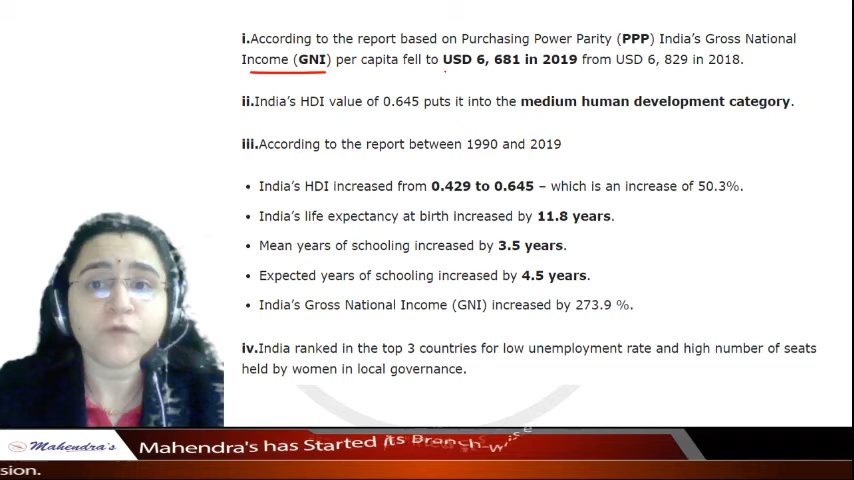 i.According to the report based on Purchasing Power Parity (PPP) India's Gross National
Income (GNI) per capita fell to USD 6, 681 in 2019 from USD 6, 829 in 2018.
ii.India's HDI value of 0.645 puts it into the medium human development category.
iii.According to the report between 1990 and 2019
• India's HDI increased from 0.429 to 0.645 – which is an increase of 50.3%.
• India's life expectancy at birth increased by 11.8 years.
• Mean years of schooling increased by 3.5 years.
• Expected years of schooling increased by 4.5 years.
• India's Gross National Income (GNI) increased by 273.9 %.
iv.India ranked in the top 3 countries for low unemployment rate and high number of seats
held by women in local governance.
Mahendra's
Mahendra's has Started its Branch-wise
sion.